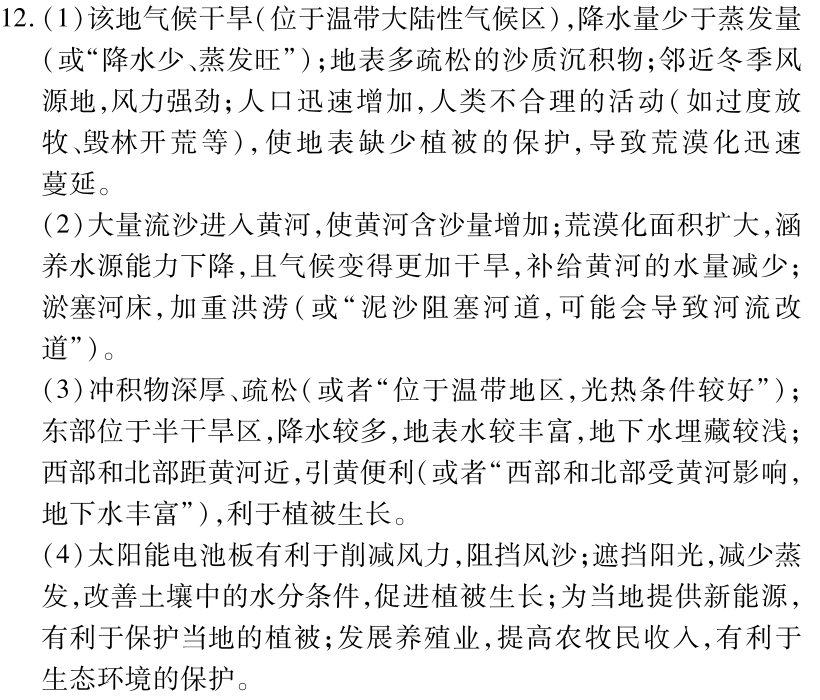 12. (1)该地气候干旱(位于温带大陆性气候区),降水量少于蒸发量
(或“降水少、蒸发旺”);地表多疏松的沙质沉积物;邻近冬季风
源地,风力强劲;人口迅速增加,人类不合理的活动(如过度放
牧、毁林开荒等),使地表缺少植被的保护,导致荒漠化迅速
蔓延。
(2)大量流沙进入黄河,使黄河含沙量增加;荒漠化面积扩大,涵
养水源能力下降,且气候变得更加干旱,补给黄河的水量减少;
淤塞河床,加重洪涝(或“泥沙阻塞河道,可能会导致河流改
道”)。
(3)冲积物深厚、疏松(或者“位于温带地区,光热条件较好”);
东部位于半干旱区,降水较多,地表水较丰富,地下水埋藏较浅;
西部和北部距黄河近,引黄便利(或者“西部和北部受黄河影响,
地下水丰富”),利于植被生长。
(4)太阳能电池板有利于削减风力,阻挡风沙;遮挡阳光,减少蒸
发,改善土壤中的水分条件,促进植被生长;为当地提供新能源,
有利于保护当地的植被;发展养殖业,提高农牧民收入,有利于
生态环境的保护。